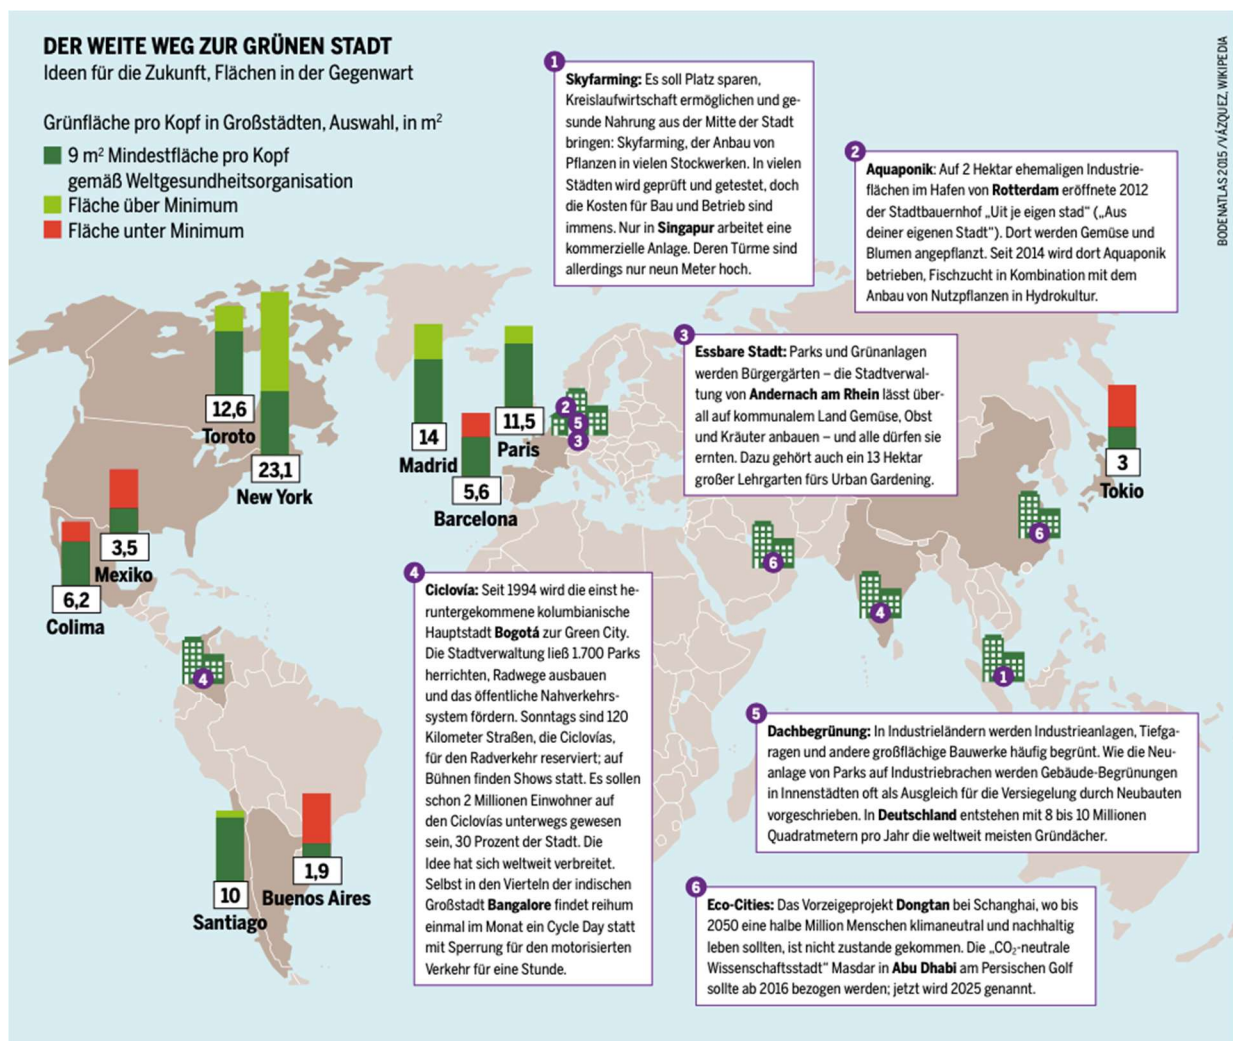 DER WEITE WEG ZUR GRÜNEN STADT
Ideen für die Zukunft, Flächen in der Gegenwart
Grünfläche pro Kopf in Großstädten, Auswahl, in m²
9 m² Mindestfläche pro Kopf
gemäß Weltgesundheitsorganisation
Fläche über Minimum
Fläche unter Minimum
BODENATLAS 2015 / VÁZQUEZ, WIKIPEDIA
1
Skyfarming: Es soll Platz sparen,
Kreislaufwirtschaft ermöglichen und ge-
sunde Nahrung aus der Mitte der Stadt
bringen: Skyfarming, der Anbau von
Pflanzen in vielen Stockwerken. In vielen
Städten wird geprüft und getestet, doch
die Kosten für Bau und Betrieb sind
immens. Nur in Singapur arbeitet eine
kommerzielle Anlage. Deren Türme sind
allerdings nur neun Meter hoch.
2
Aquaponik: Auf 2 Hektar ehemaligen Industrie-
flächen im Hafen von Rotterdam eröffnete 2012
der Stadtbauernhof „Uit je eigen stad“ („Aus
deiner eigenen Stadt“). Dort werden Gemüse und
Blumen angepflanzt. Seit 2014 wird dort Aquaponik
betrieben, Fischzucht in Kombination mit dem
Anbau von Nutzpflanzen in Hydrokultur.
3
Essbare Stadt: Parks und Grünanlagen
werden Bürgergärten – die Stadtverwal-
tung von Andernach am Rhein lässt über-
all auf kommunalem Land Gemüse, Obst
und Kräuter anbauen – und alle dürfen sie
ernten. Dazu gehört auch ein 13 Hektar
großer Lehrgarten fürs Urban Gardening.
12,6
Toroto
23,1
New York
14
Madrid
11,5
Paris
5,6
Barcelona
2
5
3
3
Tokio
3,5
Mexiko
6,2
Colima
6
6
4
1
4
4
Ciclovía: Seit 1994 wird die einst he-
runtergekommene kolumbianische
Hauptstadt Bogotá zur Green City.
Die Stadtverwaltung ließ 1.700 Parks
herrichten, Radwege ausbauen
und das öffentliche Nahverkehrs-
system fördern. Sonntags sind 120
Kilometer Straßen, die Ciclovías,
für den Radverkehr reserviert; auf
Bühnen finden Shows statt. Es sollen
schon 2 Millionen Einwohner auf
den Ciclovías unterwegs gewesen
sein, 30 Prozent der Stadt. Die
Idee hat sich weltweit verbreitet.
Selbst in den Vierteln der indischen
Großstadt Bangalore findet reihum
einmal im Monat ein Cycle Day statt
mit Sperrung für den motorisierten
Verkehr für eine Stunde.
5
Dachbegrünung: In Industrieländern werden Industrieanlagen, Tiefga-
ragen und andere großflächige Bauwerke häufig begrünt. Wie die Neu-
anlage von Parks auf Industriebrachen werden Gebäude-Begrünungen
in Innenstädten oft als Ausgleich für die Versiegelung durch Neubauten
vorgeschrieben. In Deutschland entstehen mit 8 bis 10 Millionen
Quadratmetern pro Jahr die weltweit meisten Gründächer.
10
Santiago
1,9
Buenos Aires
6
Eco-Cities: Das Vorzeigeprojekt Dongtan bei Schanghai, wo bis
2050 eine halbe Million Menschen klimaneutral und nachhaltig
leben sollten, ist nicht zustande gekommen. Die „CO₂-neutrale
Wissenschaftsstadt“ Masdar in Abu Dhabi am Persischen Golf
sollte ab 2016 bezogen werden; jetzt wird 2025 genannt.